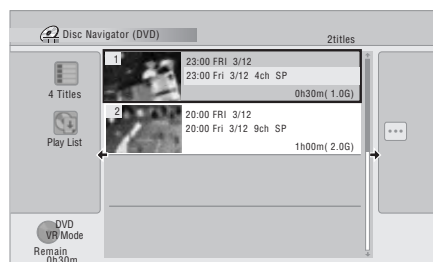 Disc Navigator (DVD)
2titles
4 Titles
Play List
1
23:00 FRI 3/12
23:00 Fri 3/12 4ch SP
0h30m( 1.0G)
2
20:00 FRI 3/12
20:00 Fri 3/12 9ch SP
1h00m( 2.0G)
DVD
VR Mode
Remain
0h30m